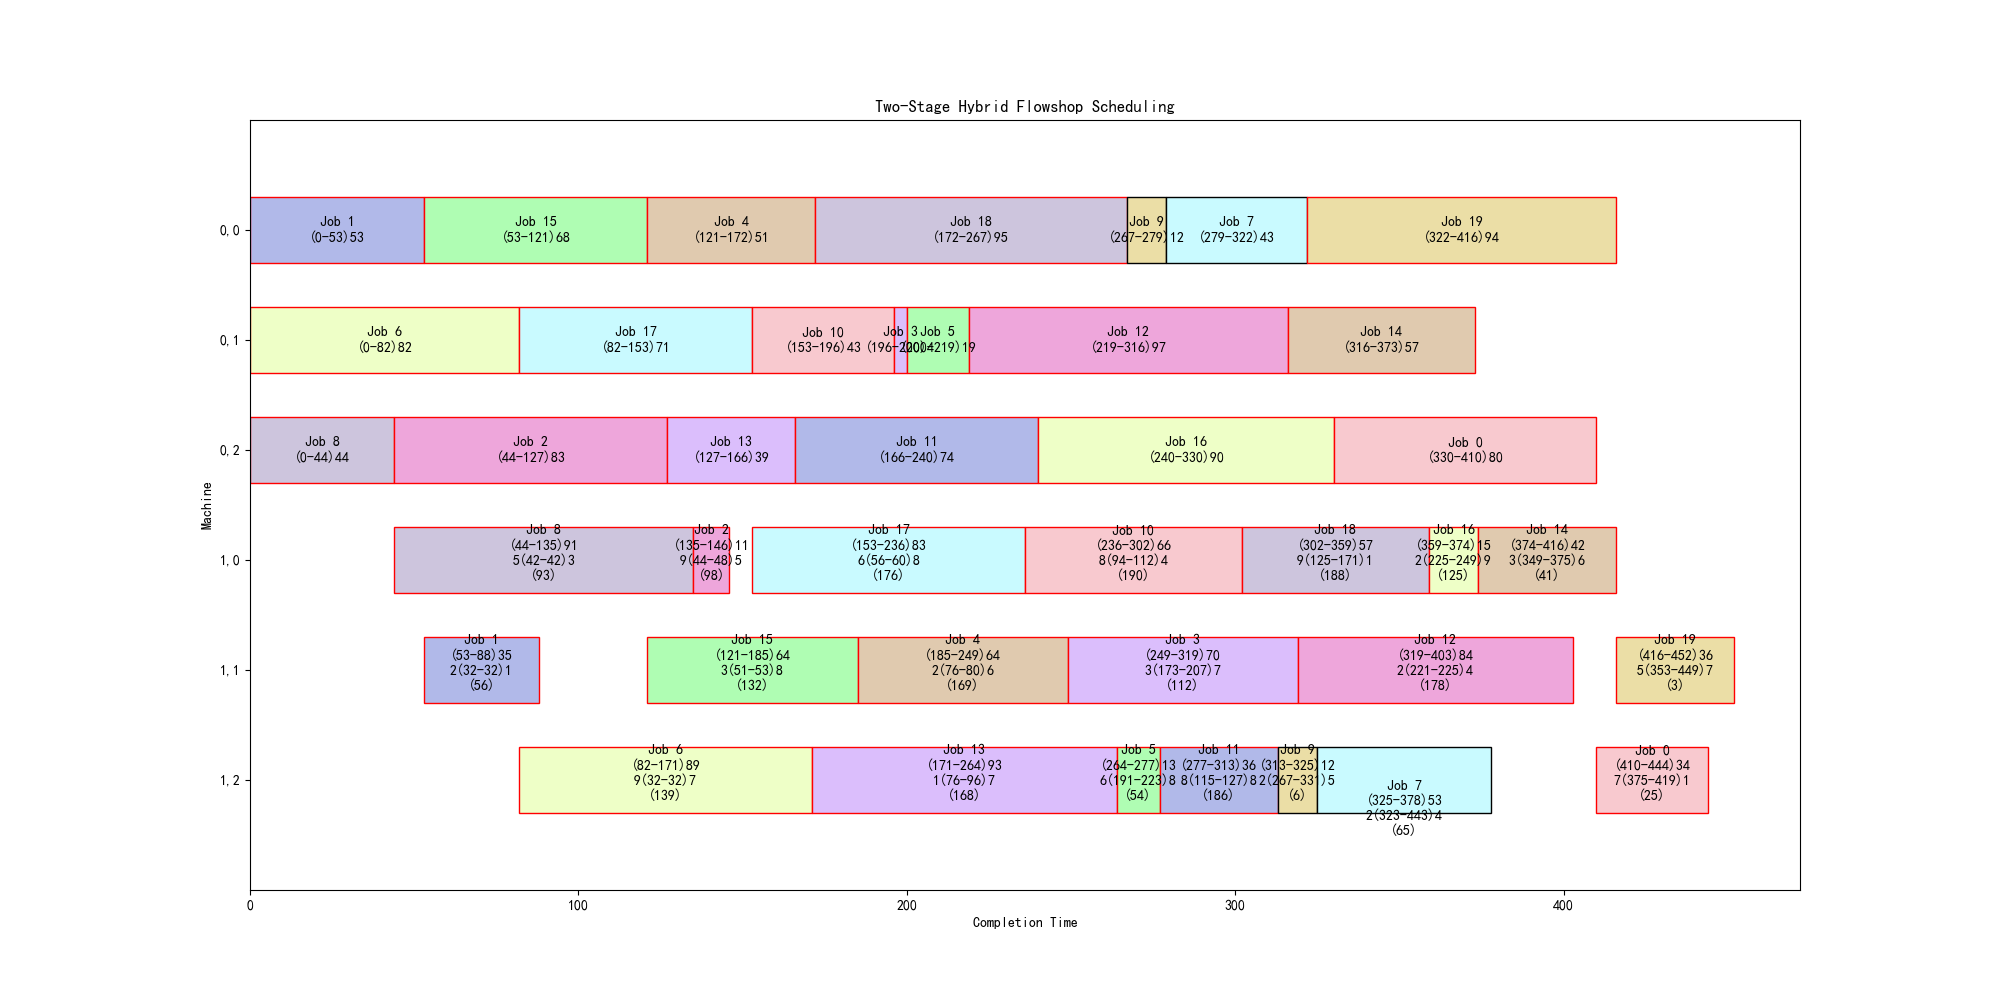 Two-Stage Hybrid Flowshop Scheduling
0,0
Job 1
(0-53)53
Job 15
(53-121)68
Job 4
(121-172)51
Job 18
(172-267)95
Job 9
(267-279)12
Job 7
(279-322)43
Job 19
(322-416)94
0,1
Job 6
(0-82)82
Job 17
(82-153)71
Job 10
(153-196)43
Job 3
(196-200)4
Job 5
(200-219)19
Job 12
(219-316)97
Job 14
(316-373)57
0,2
Job 8
(0-44)44
Job 2
(44-127)83
Job 13
(127-166)39
Job 11
(166-240)74
Job 16
(240-330)90
Job 0
(330-410)80
1,0
Job 8
(44-135)91
5(42-42)3
(93)
Job 2
(135-146)11
9(44-48)5
(98)
Job 17
(153-236)83
6(56-60)8
(176)
Job 10
(236-302)66
8(94-112)4
(190)
Job 18
(302-359)57
9(125-171)1
(188)
Job 16
(359-374)15
2(225-249)9
(125)
Job 14
(374-416)42
3(349-375)6
(41)
1,1
Job 1
(53-88)35
2(32-32)1
(56)
Job 15
(121-185)64
3(51-53)8
(132)
Job 4
(185-249)64
2(76-80)6
(169)
Job 3
(249-319)70
3(173-207)7
(112)
Job 12
(319-403)84
2(221-225)4
(178)
Job 19
(416-452)36
5(353-449)7
(3)
1,2
Job 6
(82-171)89
9(32-32)7
(139)
Job 13
(171-264)93
1(76-96)7
(168)
Job 5
(264-277)13
6(191-223)8
(54)
Job 11
(277-313)36
8(115-127)8
(186)
Job 9
(313-325)12
2(267-331)5
(6)
Job 7
(325-378)53
2(323-443)4
(65)
Job 0
(410-444)34
7(375-419)1
(25)
Machine
0
100
200
300
400
Completion Time